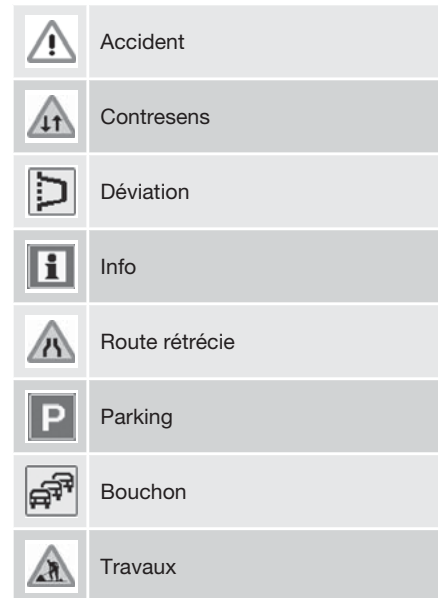 Accident
Contresens
Déviation
Info
Route rétrécie
P Parking
Bouchon
Travaux